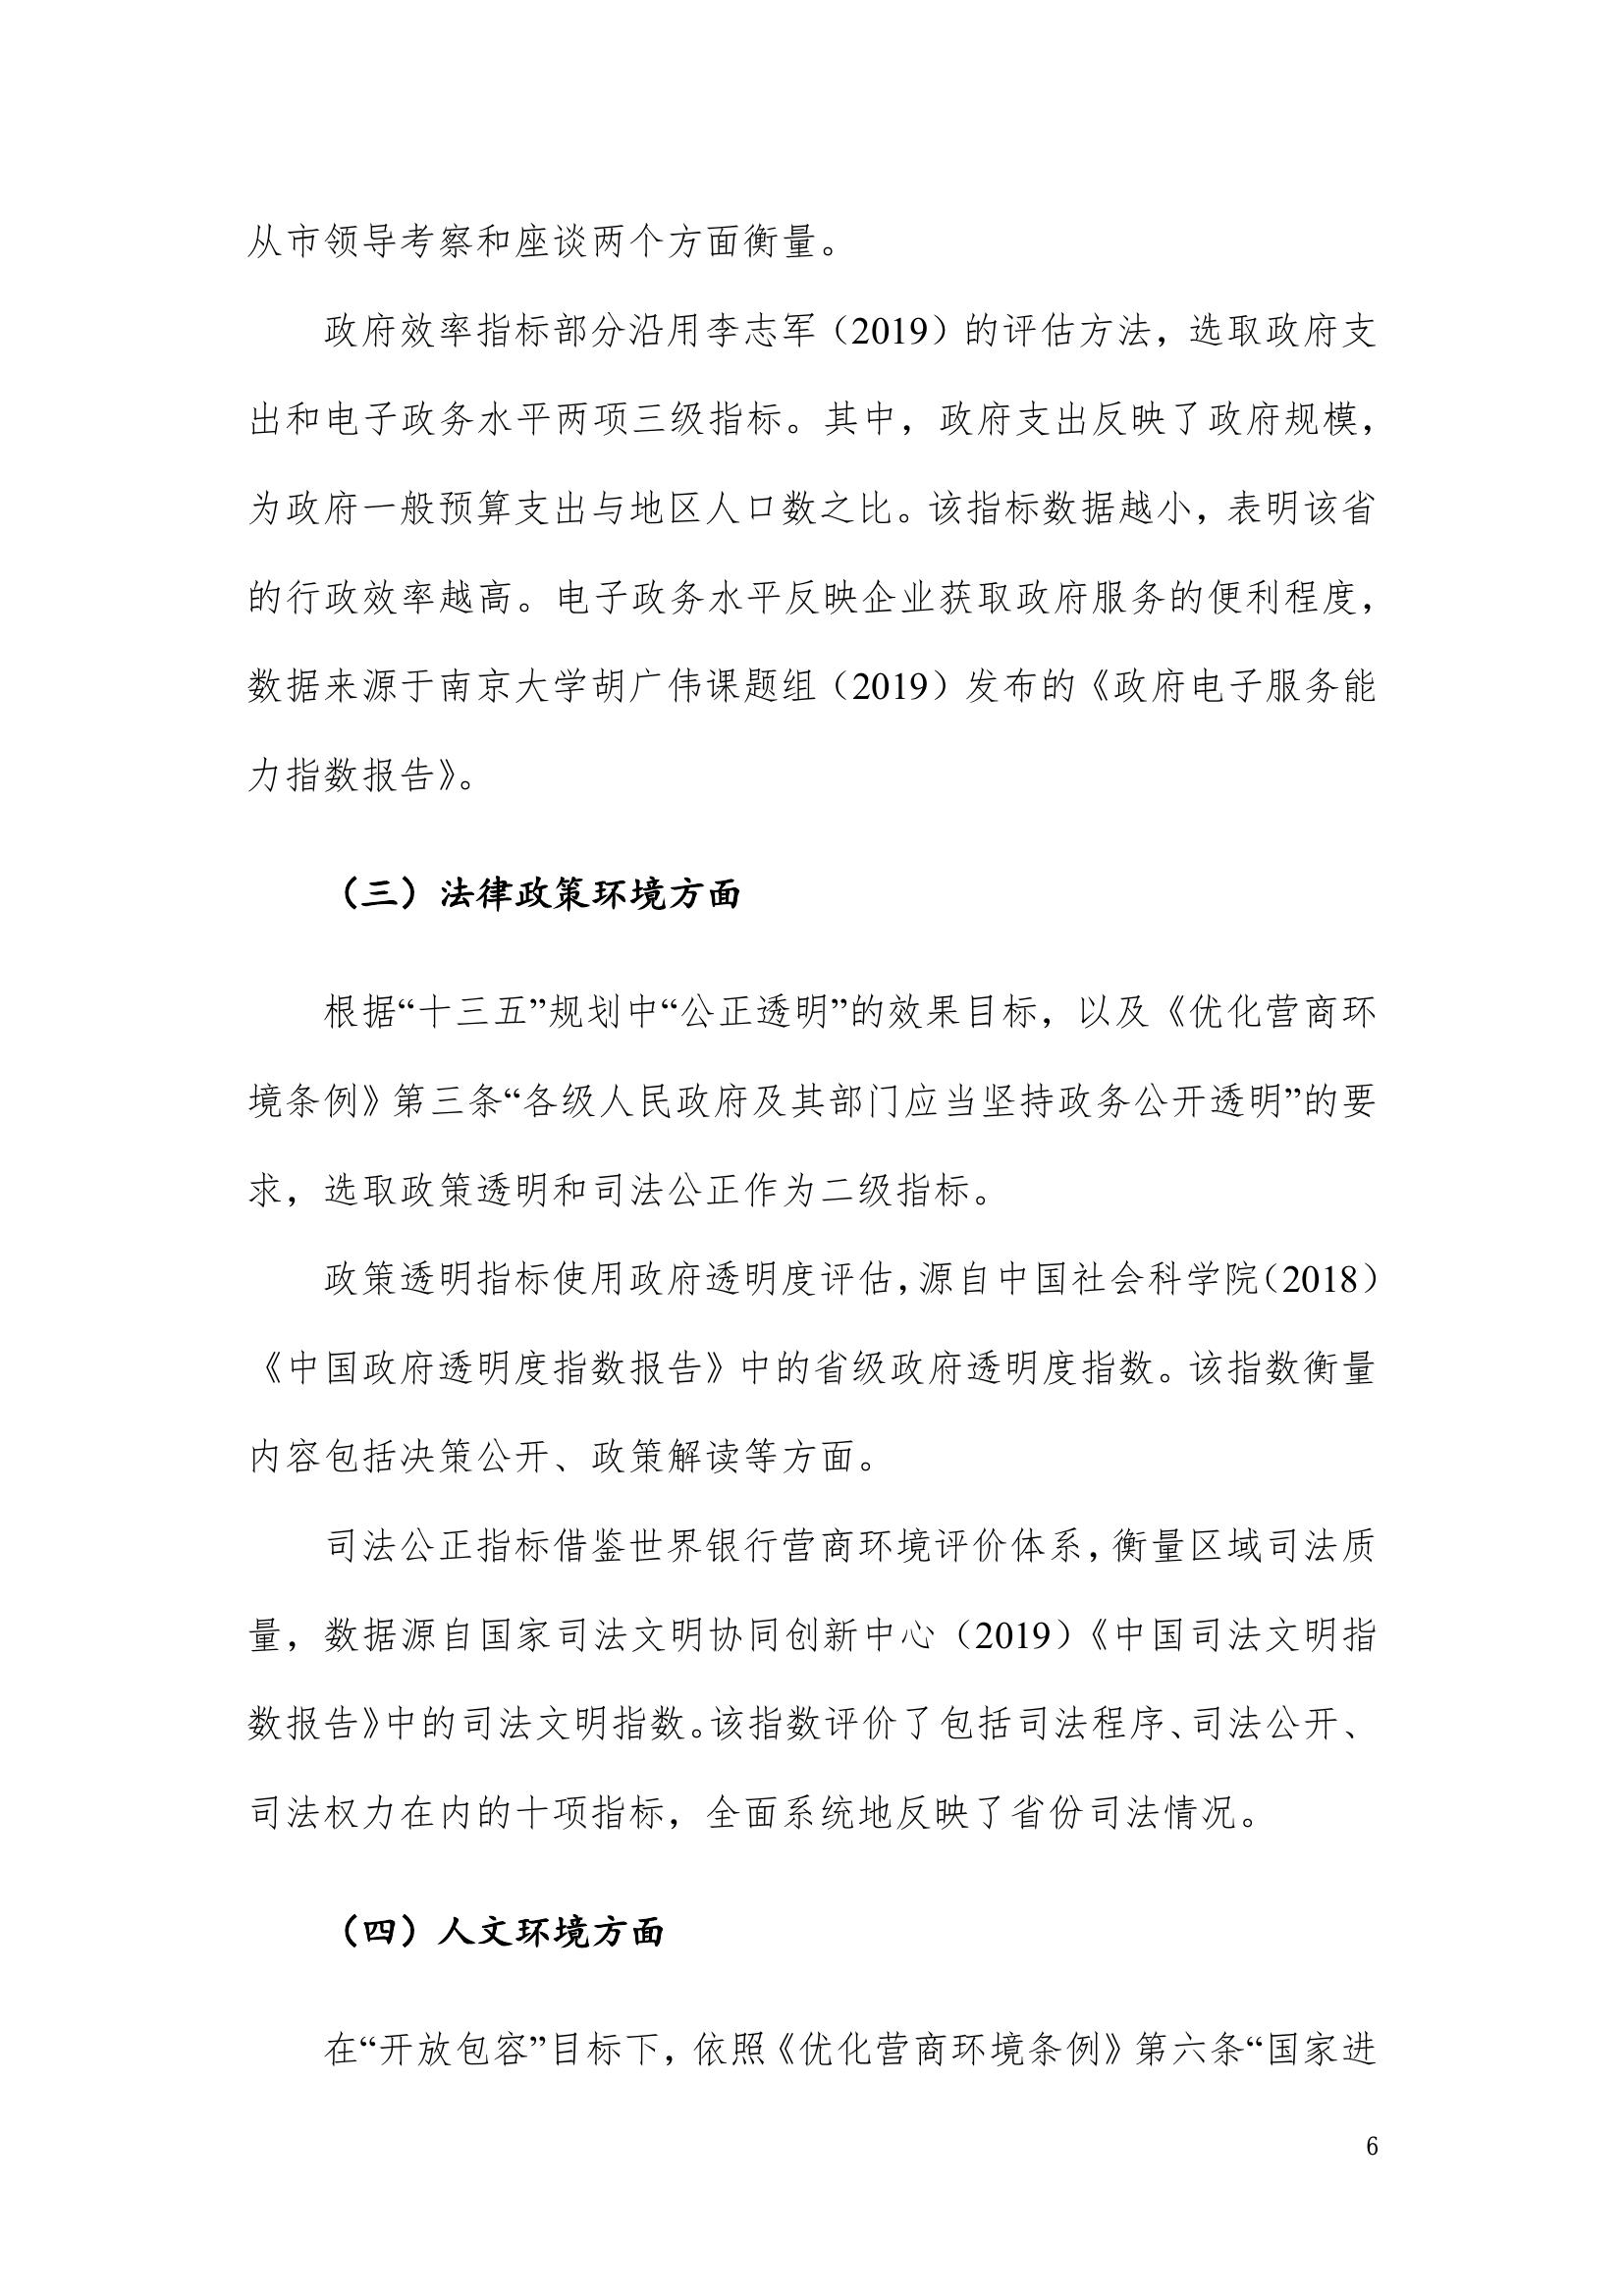 从市领导考察和座谈两个方面衡量。
政府效率指标部分沿用李志军（2019）的评估方法，选取政府支
出和电子政务水平两项三级指标。其中，政府支出反映了政府规模，
为政府一般预算支出与地区人口数之比。该指标数据越小，表明该省
的行政效率越高。电子政务水平反映企业获取政府服务的便利程度，
数据来源于南京大学胡广伟课题组（2019）发布的《政府电子服务能
力指数报告》。
（三）法律政策环境方面
根据“十三五”规划中“公正透明”的效果目标，以及《优化营商环
境条例》第三条“各级人民政府及其部门应当坚持政务公开透明”的要
求，选取政策透明和司法公正作为二级指标。
政策透明指标使用政府透明度评估，源自中国社会科学院（2018）
《中国政府透明度指数报告》中的省级政府透明度指数。该指数衡量
内容包括决策公开、政策解读等方面。
司法公正指标借鉴世界银行营商环境评价体系，衡量区域司法质
量，数据源自国家司法文明协同创新中心（2019）《中国司法文明指
数报告》中的司法文明指数。该指数评价了包括司法程序、司法公开、
司法权力在内的十项指标，全面系统地反映了省份司法情况。
（四）人文环境方面
在“开放包容”目标下，依照《优化营商环境条例》第六条“国家进
6